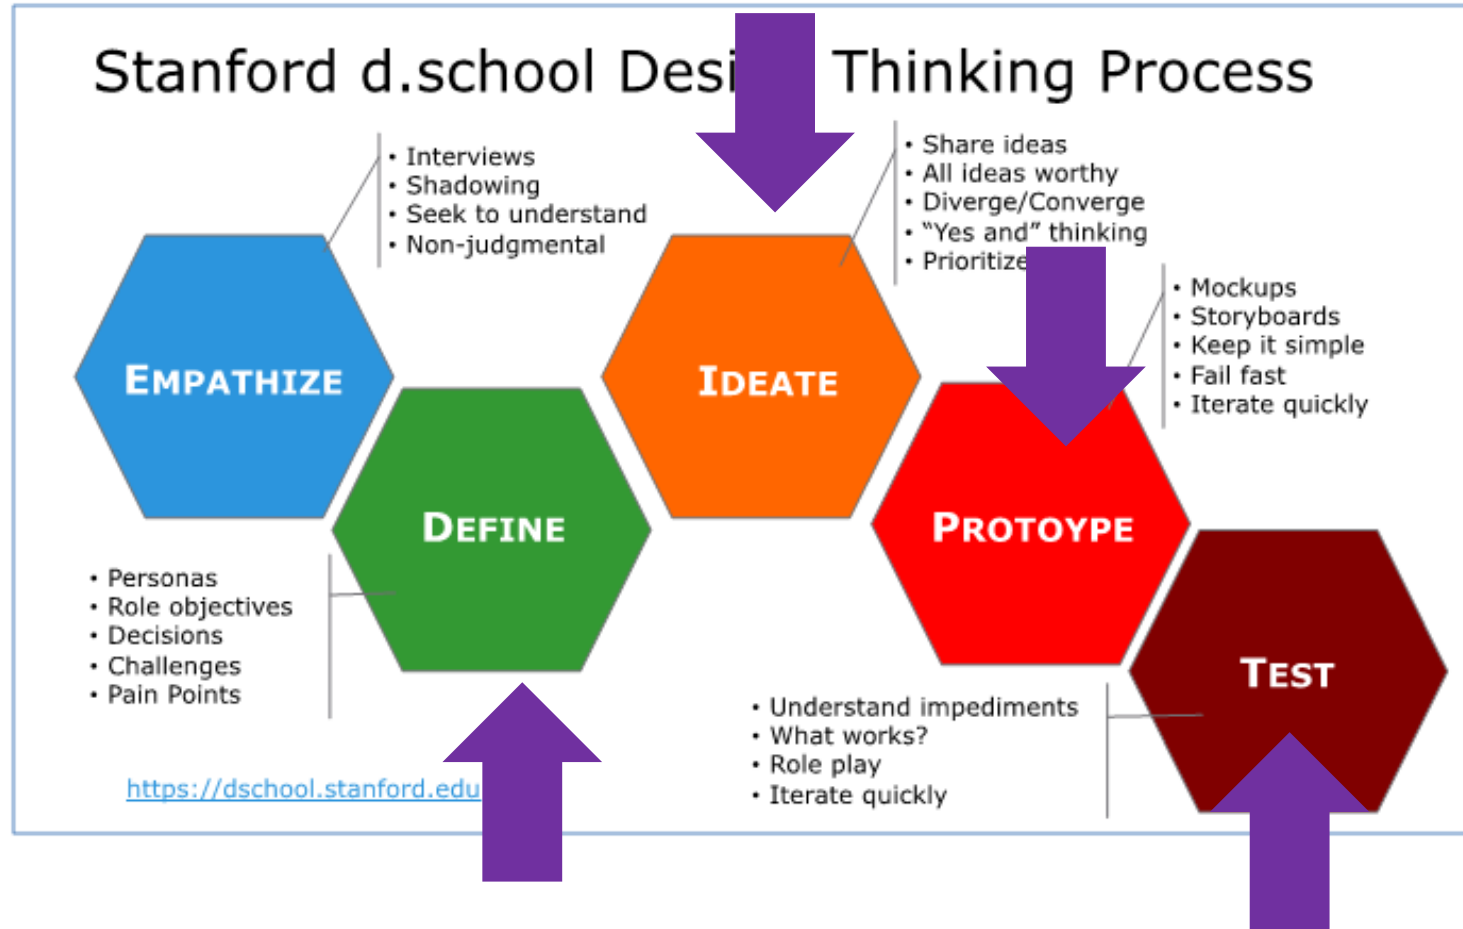 Stanford d.school Desi Thinking Process
• Interviews
• Shadowing
• Seek to understand
• Non-judgmental
• Share ideas
• All ideas worthy
• Diverge/Converge
• “Yes and” thinking
• Prioritize
• Mockups
• Storyboards
• Keep it simple
• Fail fast
• Iterate quickly
EMPATHIZE
IDEATE
DEFINE
PROTOYPE
• Personas
• Role objectives
• Decisions
• Challenges
• Pain Points
TEST
• Understand impediments
• What works?
• Role play
• Iterate quickly
https://dschool.stanford.edu